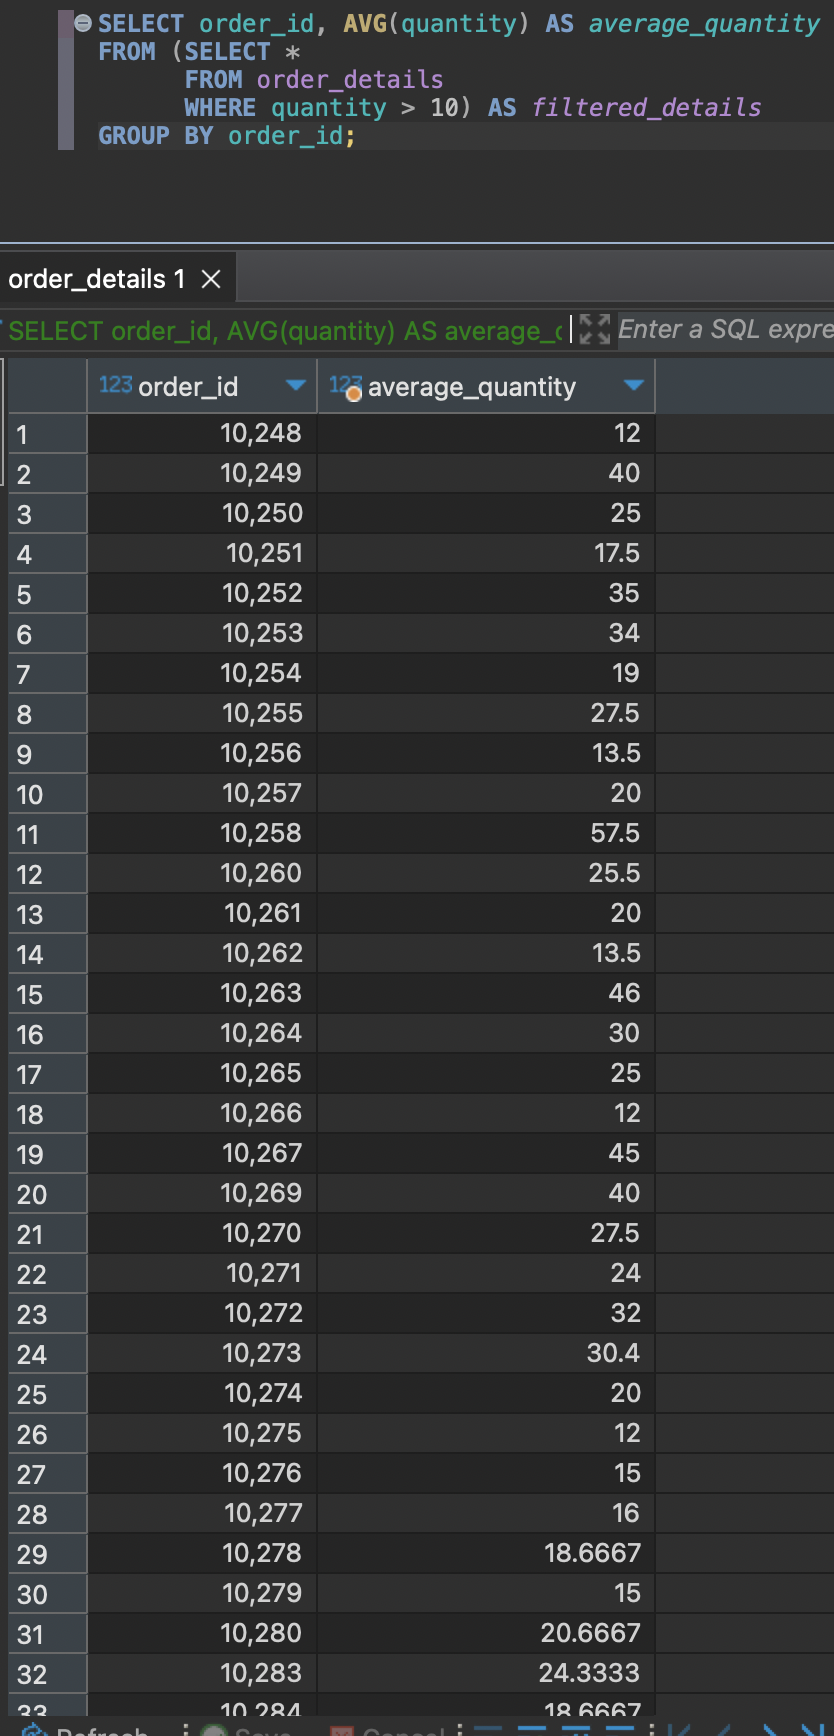 SELECT order_id, AVG(quantity) AS average_quantity
FROM (SELECT *
FROM order_details
WHERE quantity > 10) AS filtered_details
GROUP BY order_id;
order_details 1
SELECT order_id, AVG(quantity) AS average_
Enter a SQL expre
123 order_id 123 average_quantity
1 10,248 12
2 10,249 40
3 10,250 25
4 10,251 17.5
5 10,252 35
6 10,253 34
7 10,254 19
8 10,255 27.5
9 10,256 13.5
10 10,257 20
11 10,258 57.5
12 10,260 25.5
13 10,261 20
14 10,262 13.5
15 10,263 46
16 10,264 30
17 10,265 25
18 10,266 12
19 10,267 45
20 10,269 40
21 10,270 27.5
22 10,271 24
23 10,272 32
24 10,273 30.4
25 10,274 20
26 10,275 12
27 10,276 15
28 10,277 16
29 10,278 18.6667
30 10,279 15
31 10,280 20.6667
32 10,283 24.3333
33 10,284 18.6667
Refresh Save Cancel